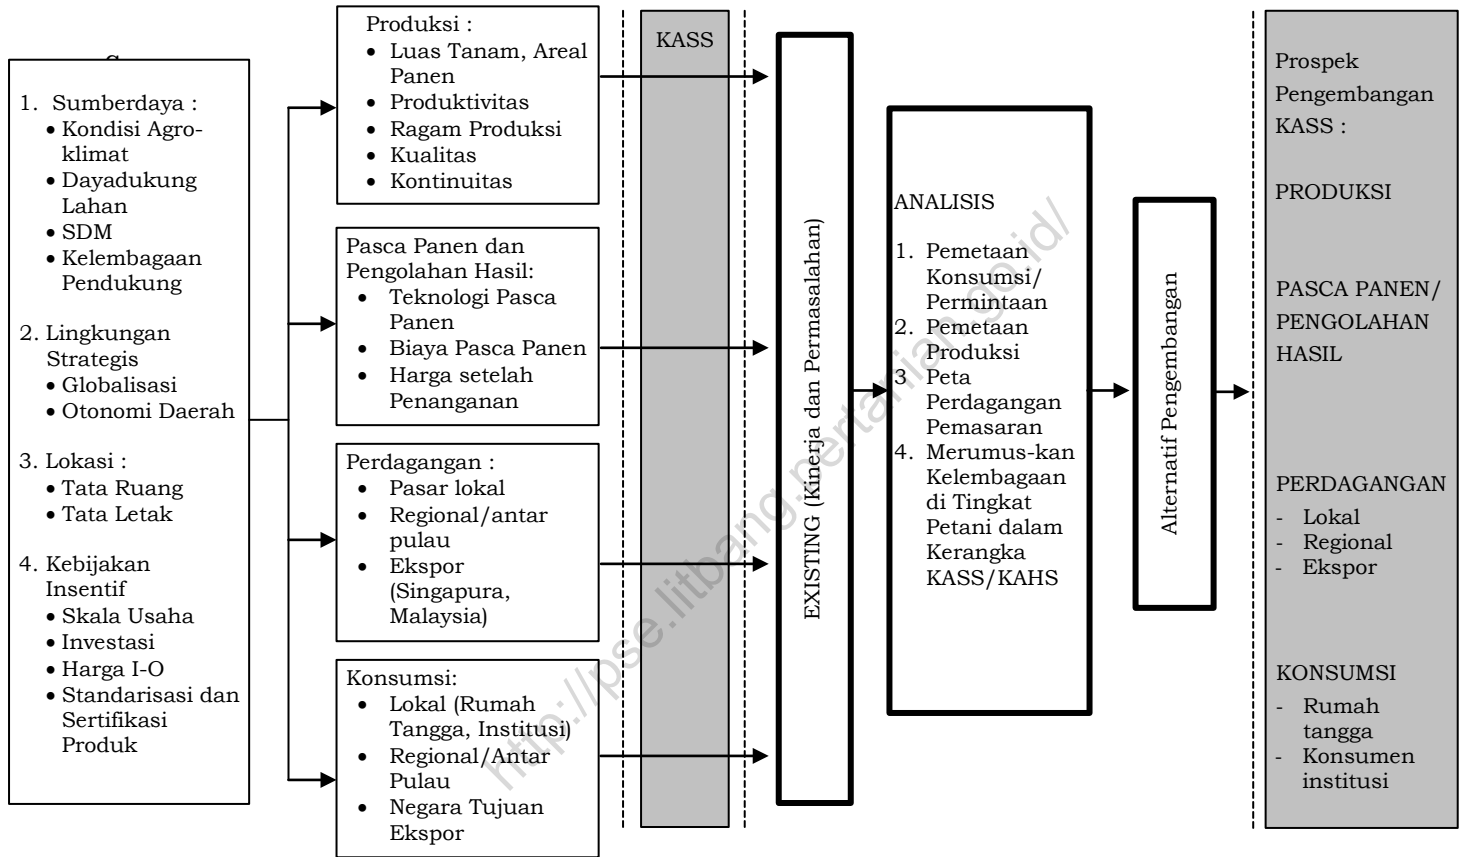 1. Sumberdaya :
• Kondisi Agro-
klimat
• Dayadukung
Lahan
• SDM
• Kelembagaan
Pendukung
2. Lingkungan
Strategis
• Globalisasi
• Otonomi Daerah
3. Lokasi :
• Tata Ruang
• Tata Letak
4. Kebijakan
Insentif
• Skala Usaha
• Investasi
• Harga I-O
• Standarisasi dan
Sertifikasi
Produk
Produksi :
• Luas Tanam, Areal
Panen
• Produktivitas
• Ragam Produksi
• Kualitas
• Kontinuitas
Pasca Panen dan
Pengolahan Hasil:
• Teknologi Pasca
Panen
• Biaya Pasca Panen
• Harga setelah
Penanganan
Perdagangan :
• Pasar lokal
• Regional/antar
pulau
• Ekspor
(Singapura,
Malaysia)
Konsumsi:
• Lokal (Rumah
Tangga, Institusi)
• Regional/Antar
Pulau
• Negara Tujuan
Ekspor
KASS
EXISTING (Kinerja dan Permasalahan)
ANALISIS
1. Pemetaan
Konsumsi/
Permintaan
2. Pemetaan
Produksi
3 Peta
Perdagangan
Pemasaran
4. Merumus-kan
Kelembagaan
di Tingkat
Petani dalam
Kerangka
KASS/KAHS
Alternatif Pengembangan
Prospek
Pengembangan
KASS :
PRODUKSI
PASCA PANEN/
PENGOLAHAN
HASIL
PERDAGANGAN
- Lokal
- Regional
- Ekspor
KONSUMSI
- Rumah
tangga
- Konsumen
institusi
http://pse.litbang.pertanian.go.id/